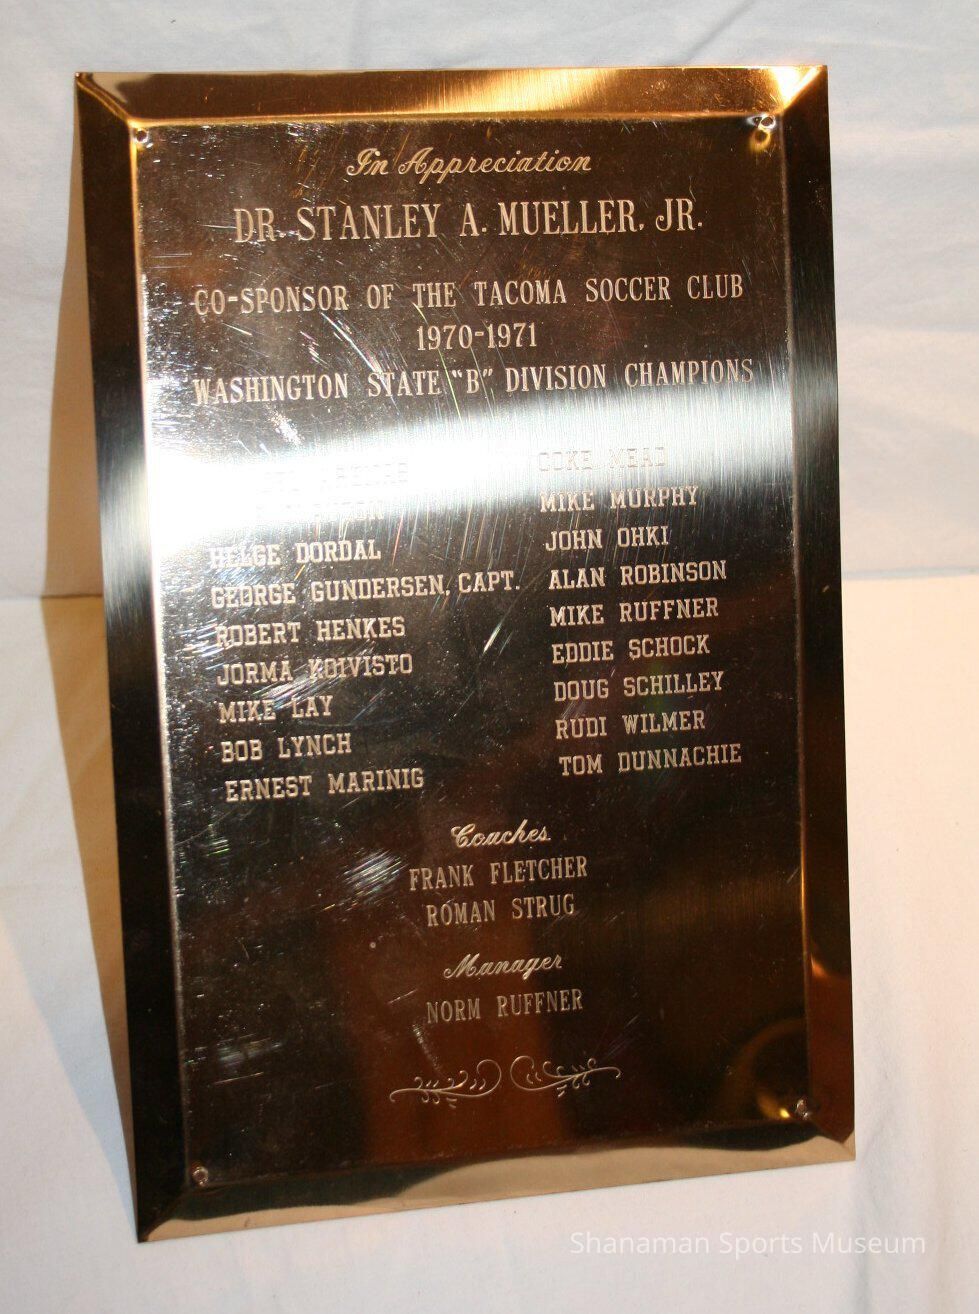 In Appreciation
DR. STANLEY A. MUELLER, JR.
CO-SPONSOR OF THE TACOMA SOCCER CLUB
1970-1971
WASHINGTON STATE "B" DIVISION CHAMPIONS
HELGE DORDAL
GEORGE GUNDERSEN, CAPT.
ROBERT HENKES
JORMA KOIVISTO
MIKE LAY
BOB LYNCH
ERNEST MARINIG
COKE MEAD
MIKE MURPHY
JOHN OHKI
ALAN ROBINSON
MIKE RUFFNER
EDDIE SCHOCK
DOUG SCHILLEY
RUDI WILMER
TOM DUNNACHIE
Coaches
FRANK FLETCHER
ROMAN STRUG
Manager
NORM RUFFNER
Shanaman Sports Museum